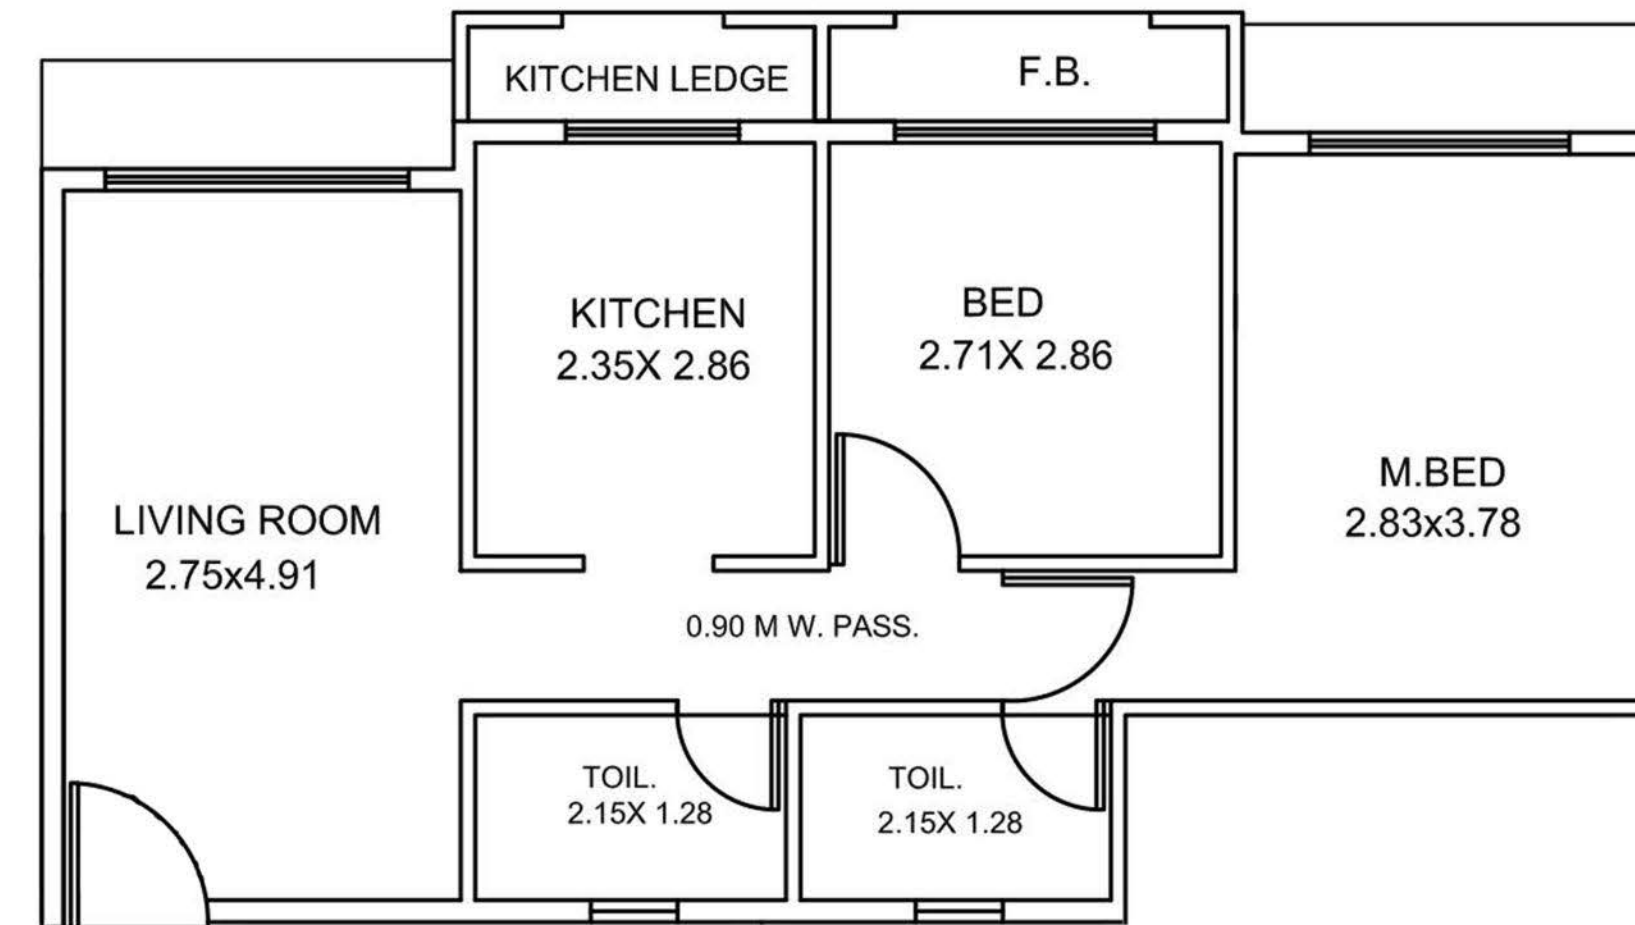 KITCHEN LEDGE
F.B.
KITCHEN
2.35X 2.86
BED
2.71X 2.86
M.BED
2.83x3.78
LIVING ROOM
2.75x4.91
0.90 M W. PASS.
TOIL.
2.15X 1.28
TOIL.
2.15X 1.28